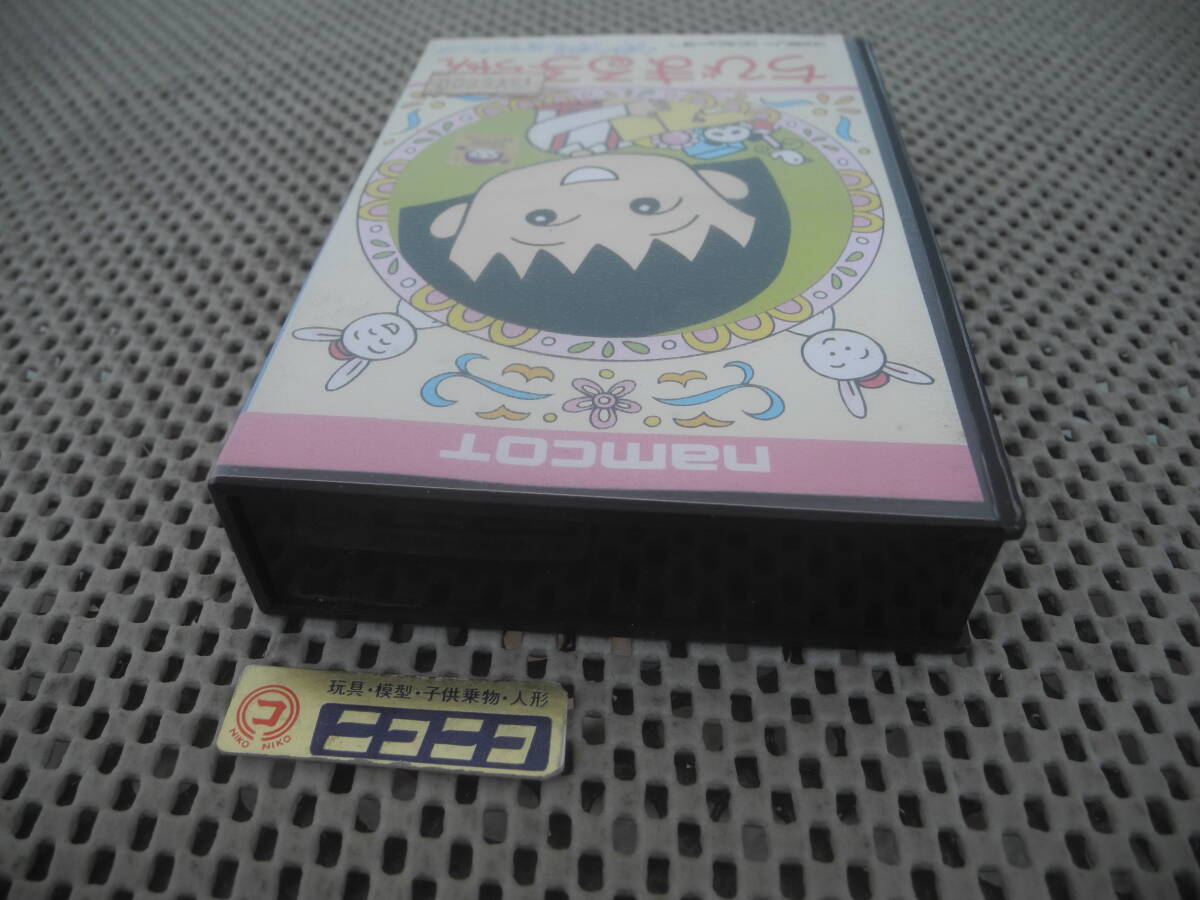 ちびまる子ちゃん
namcoT
玩具・模型・子供乗物・人形
コ
NIKO NIKO
ニコニコ